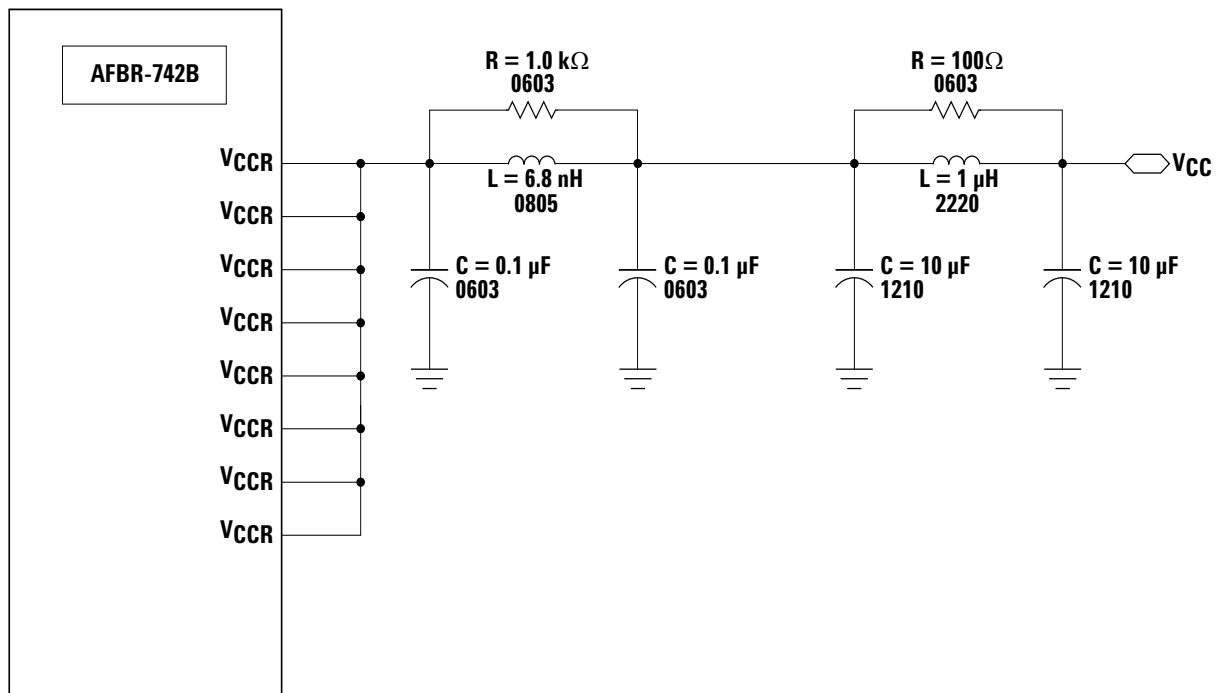 AFBR-742B
R = 1.0 kΩ
0603
R = 100Ω
0603
VCCR
L = 6.8 nH
0805
L = 1 µH
2220
VCC
VCCR
VCCR
C = 0.1 µF
0603
C = 0.1 µF
0603
C = 10 µF
1210
C = 10 µF
1210
VCCR
VCCR
VCCR
VCCR
VCCR